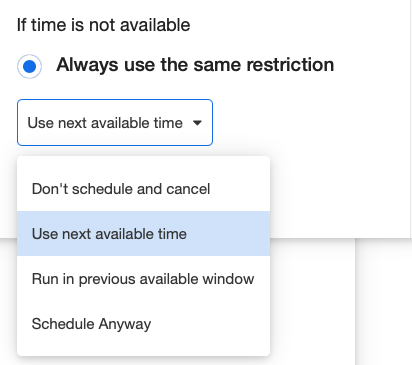 If time is not available
Always use the same restriction
Use next available time
Don't schedule and cancel
Use next available time
Run in previous available window
Schedule Anyway